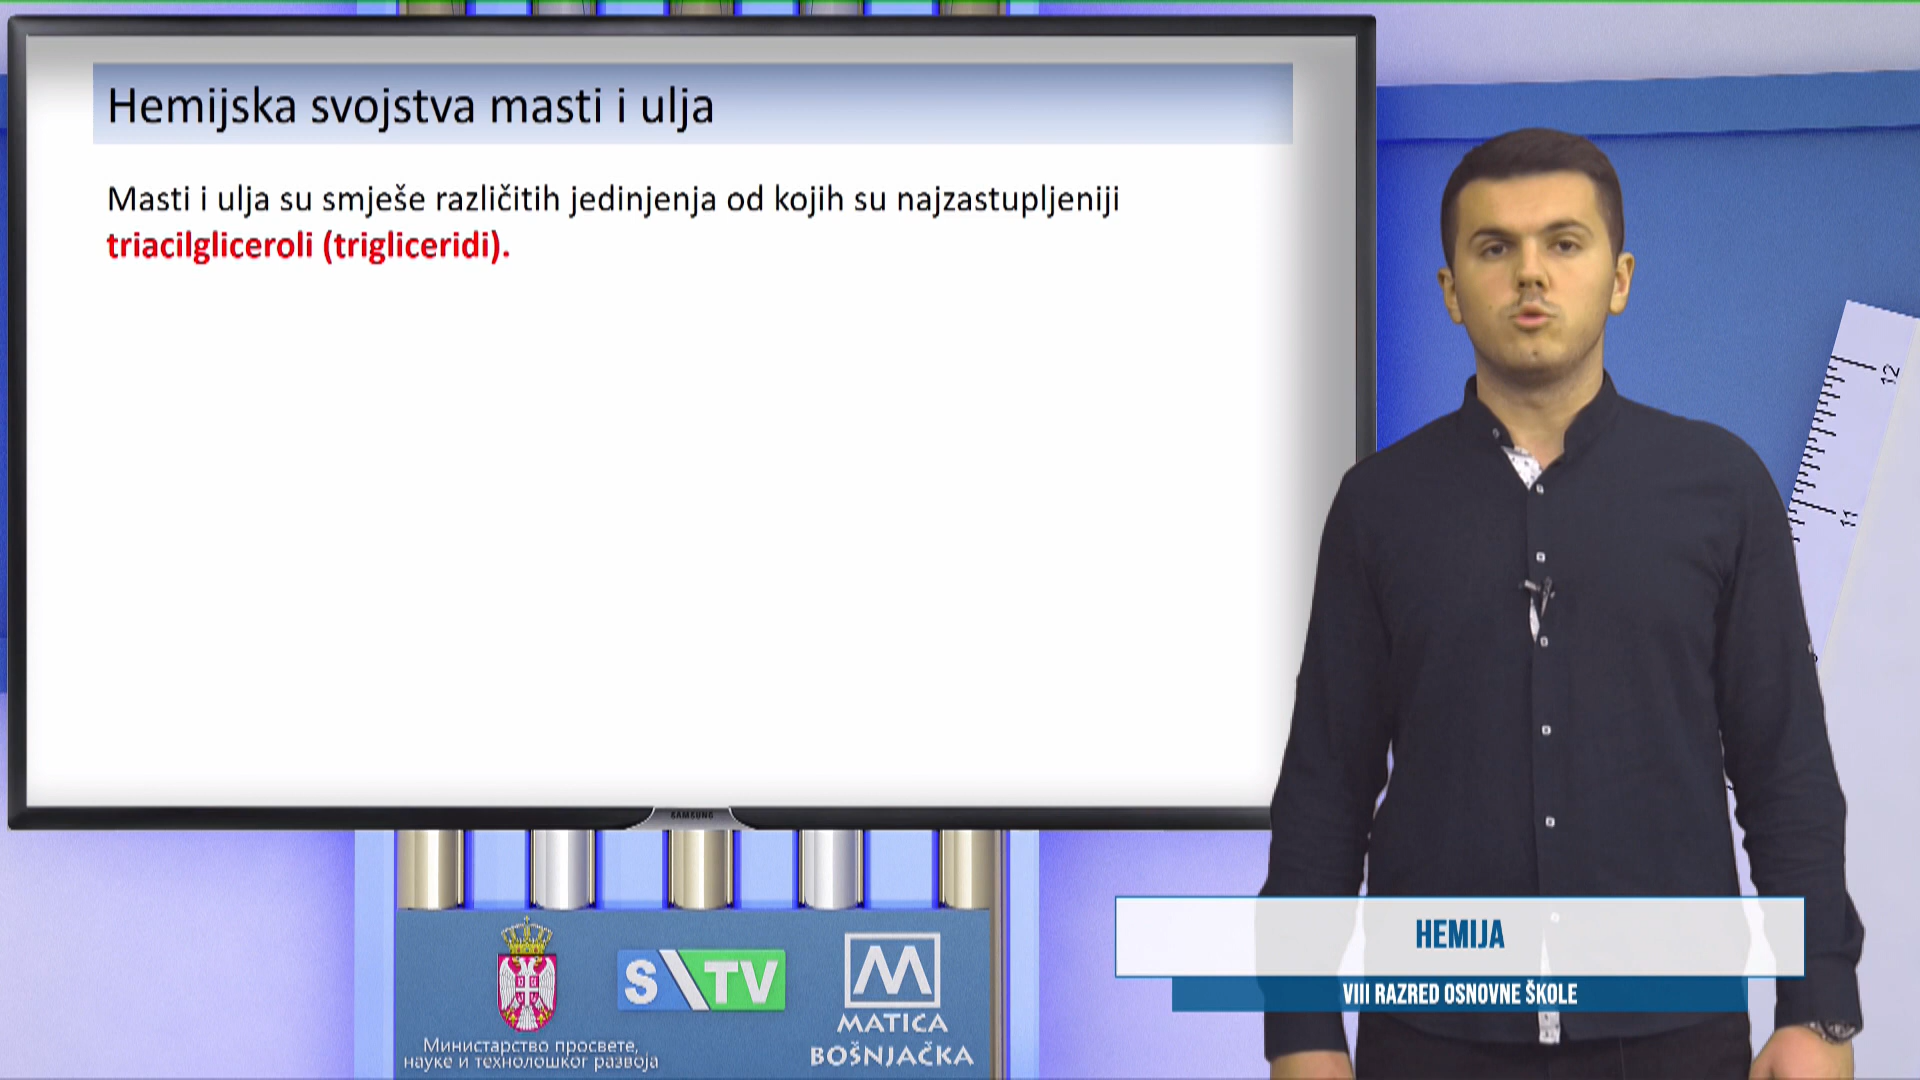 Hemijska svojstva masti i ulja
Masti i ulja su smješe različitih jedinjenja od kojih su najzastupljeniji
triacilgliceroli (trigliceridi).
12
11
SAMSUNG
HEMIJA
VIII RAZRED OSNOVNE ŠKOLE
Министарство просвете,
науке и технолошког развоја
S TV
MATICA
BOŠNJAČKA